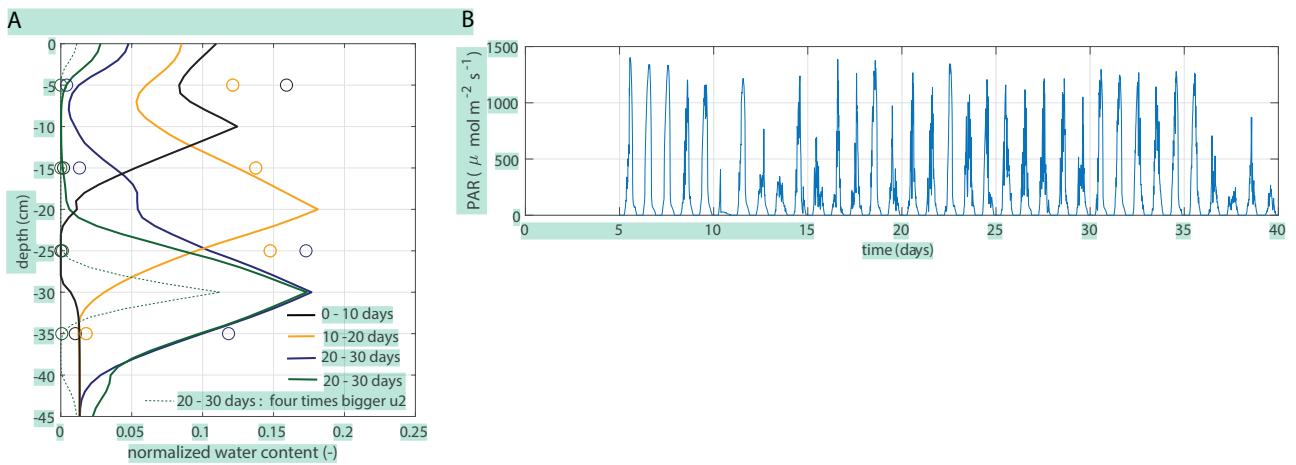 A
0
-5
-10
-15
-20
-25
-30
-35
-40
-45
depth (cm)
0 0.05 0.1 0.15 0.2 0.25
normalized water content (-)
0 - 10 days
10 -20 days
20 - 30 days
20 - 30 days
20 - 30 days : four times bigger u2
B
1500
1000
500
0
PAR ( μ mol m⁻² s⁻¹)
0 5 10 15 20 25 30 35 40
time (days)